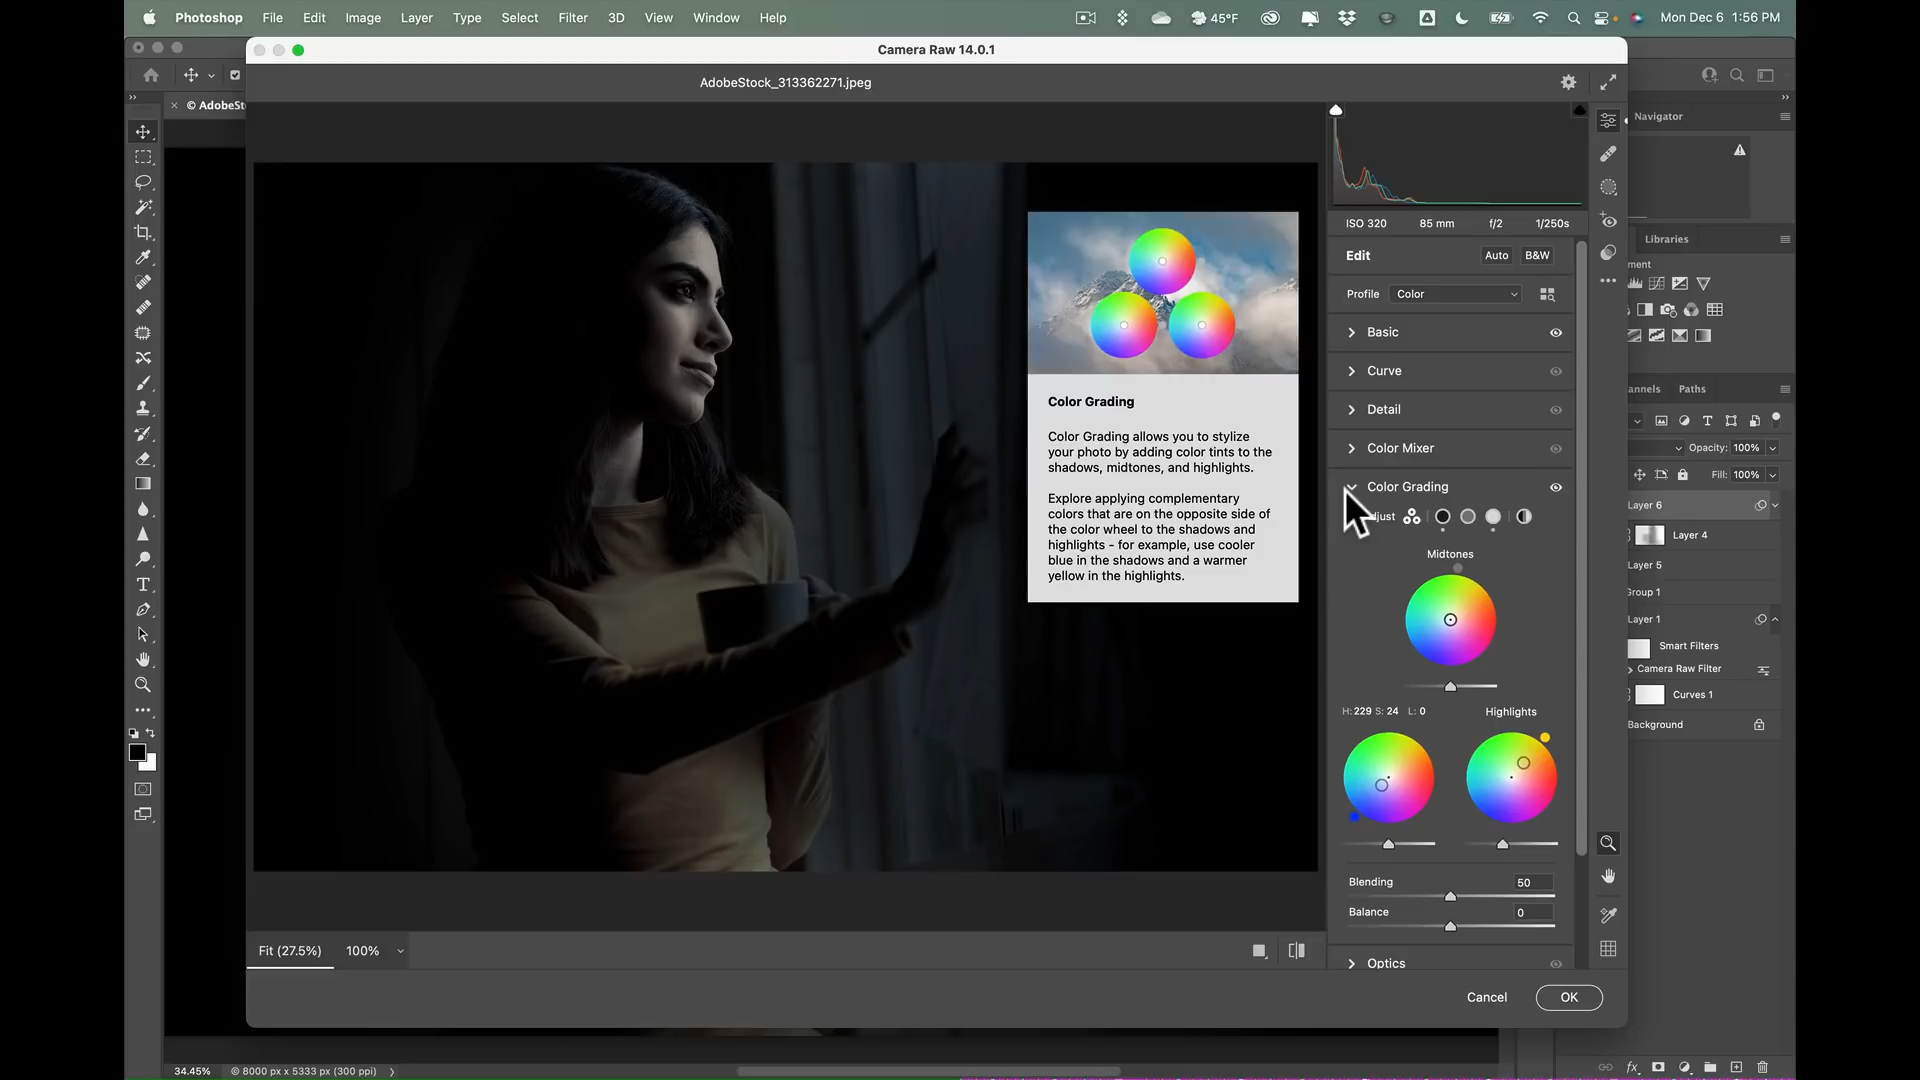 Photoshop File Edit Image Layer Type Select Filter 3D View Window Help 45°F Mon Dec 6 1:56 PM
Camera Raw 14.0.1
AdobeStock_313362271.jpeg
© AdobeSt
Navigator
ISO 320 85 mm f/2 1/250s
Libraries
Edit Auto B&W
ment
Profile Color
Basic
Curve
annels Paths
Color Grading
Detail
Color Grading allows you to stylize
your photo by adding color tints to the
shadows, midtones, and highlights.
Color Mixer
Opacity: 100%
Fill: 100%
Color Grading
Explore applying complementary
colors that are on the opposite side of
the color wheel to the shadows and
highlights - for example, use cooler
blue in the shadows and a warmer
yellow in the highlights.
just
Layer 6
Layer 4
Midtones
Layer 5
Group 1
Layer 1
Smart Filters
Camera Raw Filter
Curves 1
H: 229 S: 24 L: 0 Highlights
Background
Blending 50
Balance 0
Fit (27.5%) 100%
Optics
Cancel OK
34.45% 8000 px x 5333 px (300 ppi)
fx